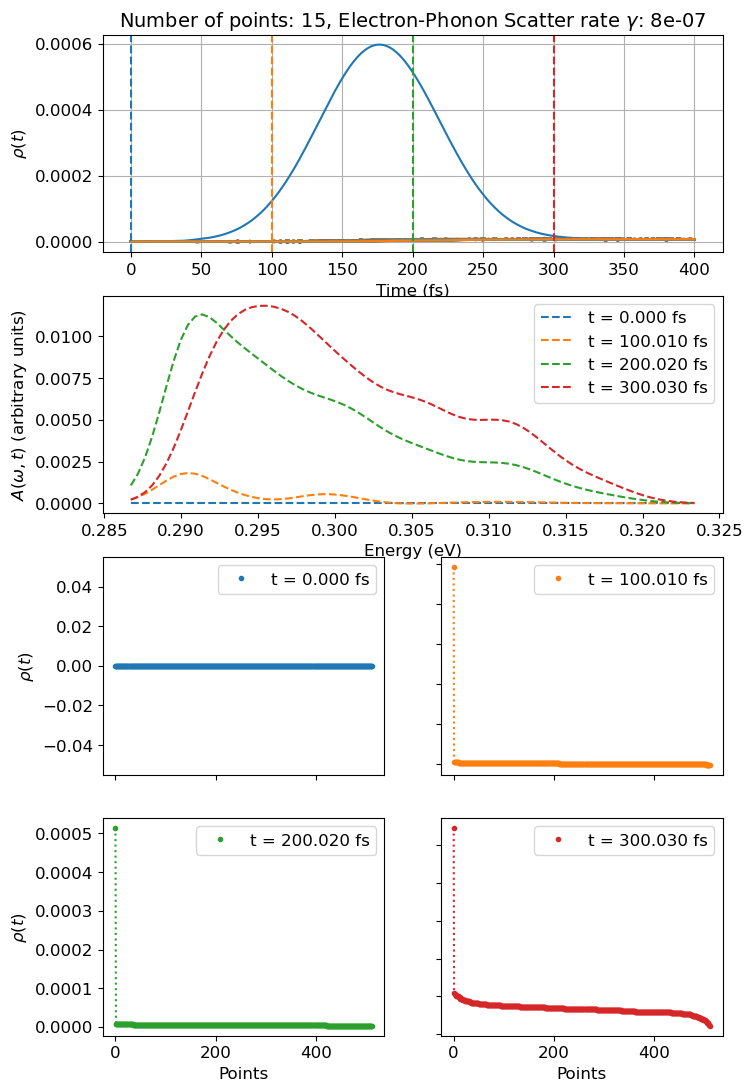 Number of points: 15, Electron-Phonon Scatter rate γ: 8e-07
ρ(t)
0.0006
0.0004
0.0002
0.0000
0 50 100 150 200 250 300 350 400
Time (fs)
A(ω, t) (arbitrary units)
0.0100
0.0075
0.0050
0.0025
0.0000
t = 0.000 fs
t = 100.010 fs
t = 200.020 fs
t = 300.030 fs
0.285 0.290 0.295 0.300 0.305 0.310 0.315 0.320 0.325
Energy (eV)
ρ(t)
0.04
0.02
0.00
−0.02
−0.04
t = 0.000 fs
t = 100.010 fs
ρ(t)
0.0005
0.0004
0.0003
0.0002
0.0001
0.0000
t = 200.020 fs
0 200 400
Points
t = 300.030 fs
0 200 400
Points